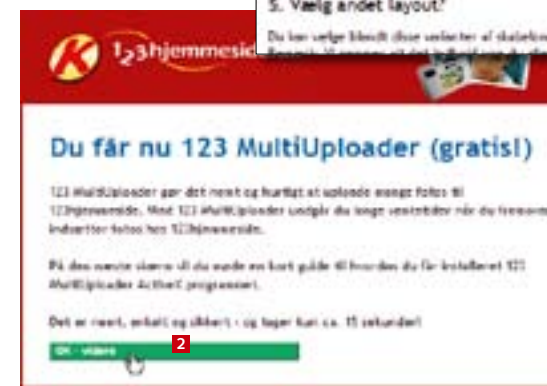 5. Vælg andet layout?
Du kan vælge blandt disse varianter af
123hjemmeside
Du får nu 123 MultiUploader (gratis!)
123 MultiUploader gør det nemt og hurtigt at uploade mange fotos til
123hjemmeside. Med 123 MultiUploader undgår du lange ventetider når du fremover
indsætter fotos hos 123hjemmeside.
På den næste skærm vil du møde en kort guide til hvordan du får installeret 123
MultiUploader ActiveX programmet.
Det er nemt, enkelt og sikkert - og tager kun ca. 15 sekunder!
OK - videre
2